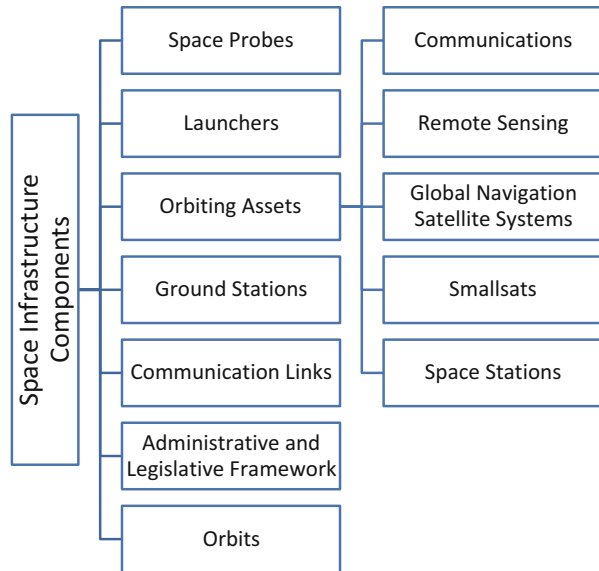 Space Infrastructure
Components
Space Probes
Launchers
Orbiting Assets
Ground Stations
Communication Links
Administrative and
Legislative Framework
Orbits
Communications
Remote Sensing
Global Navigation
Satellite Systems
Smallsats
Space Stations